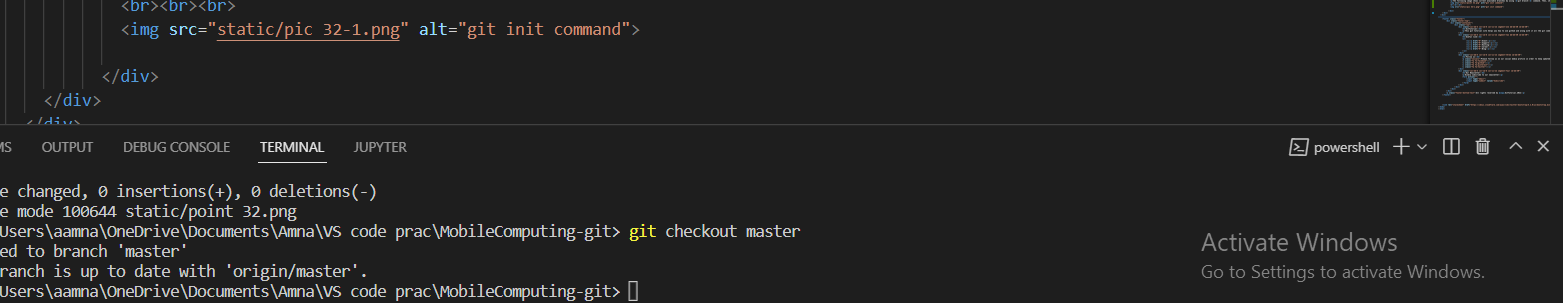 <br><br><br>
<img src="static/pic 32-1.png" alt="git init command">
</div>
</div>
</div>
MS OUTPUT DEBUG CONSOLE TERMINAL JUPYTER powershell
e changed, 0 insertions(+), 0 deletions(-)
e mode 100644 static/point 32.png
Users\aamna\OneDrive\Documents\Amna\VS code prac\MobileComputing-git> git checkout master
ed to branch 'master'
ranch is up to date with 'origin/master'.
Users\aamna\OneDrive\Documents\Amna\VS code prac\MobileComputing-git>
Activate Windows
Go to Settings to activate Windows.